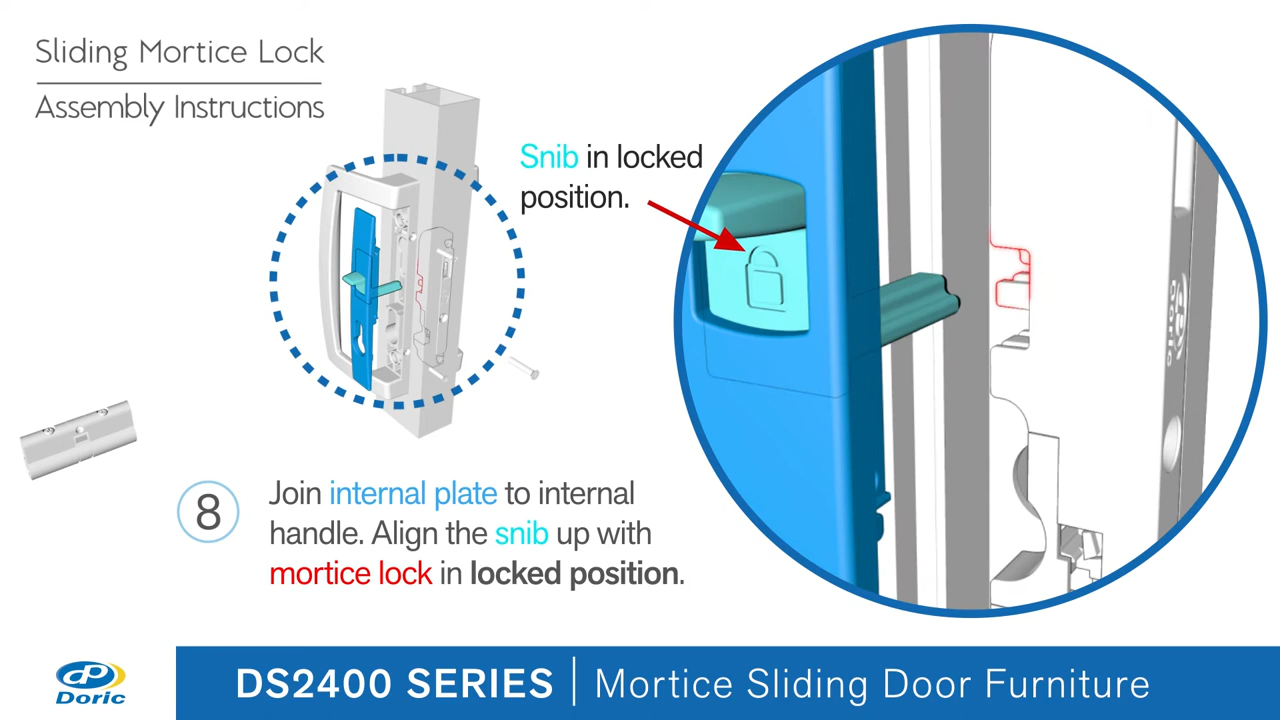 Sliding Mortice Lock
Assembly Instructions
Snib in locked
position.
Doric
8
Join internal plate to internal
handle. Align the snib up with
mortice lock in locked position.
Doric
DS2400 SERIES | Mortice Sliding Door Furniture